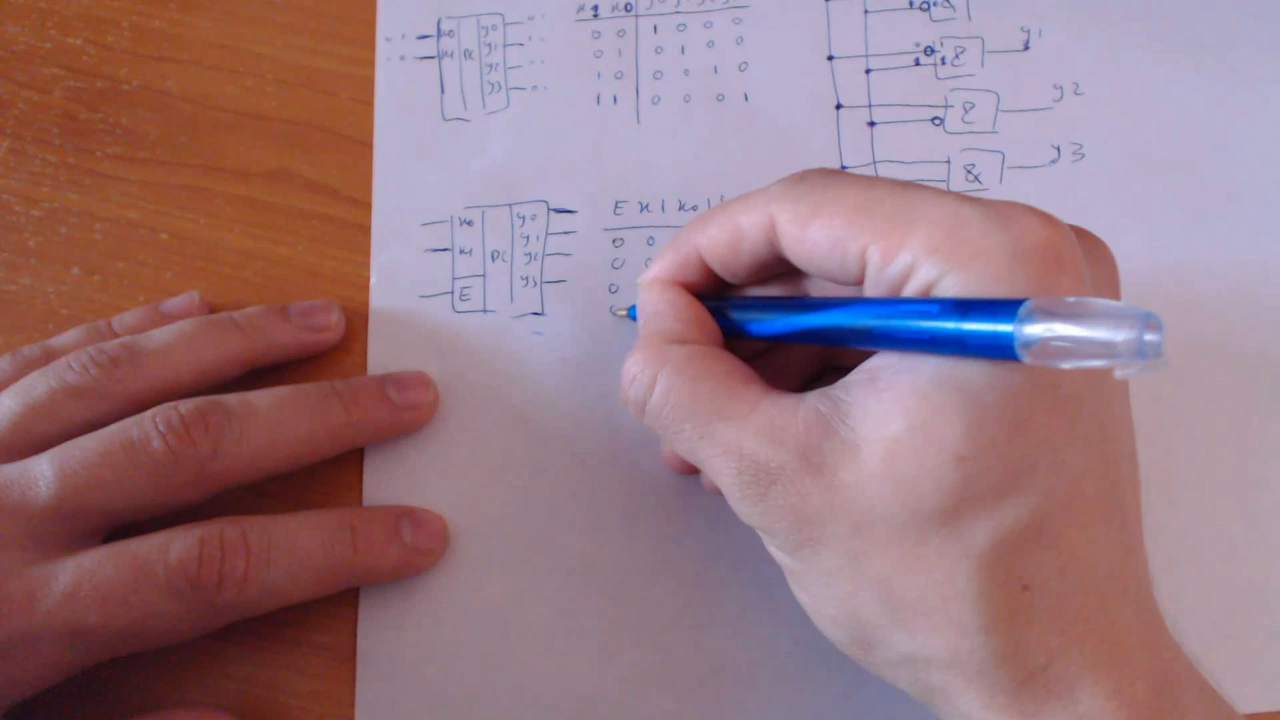 x1 x0
x0 DC y0
x1 y1
y2
y3
0 0 1 0 0 0
0 1 0 1 0 0
1 0 0 0 1 0
1 1 0 0 0 1
&
& y1
& y2
& y3
x0 DC y0
x1 y1
y2
E y3
E x1 x0
0 0
0 0
0